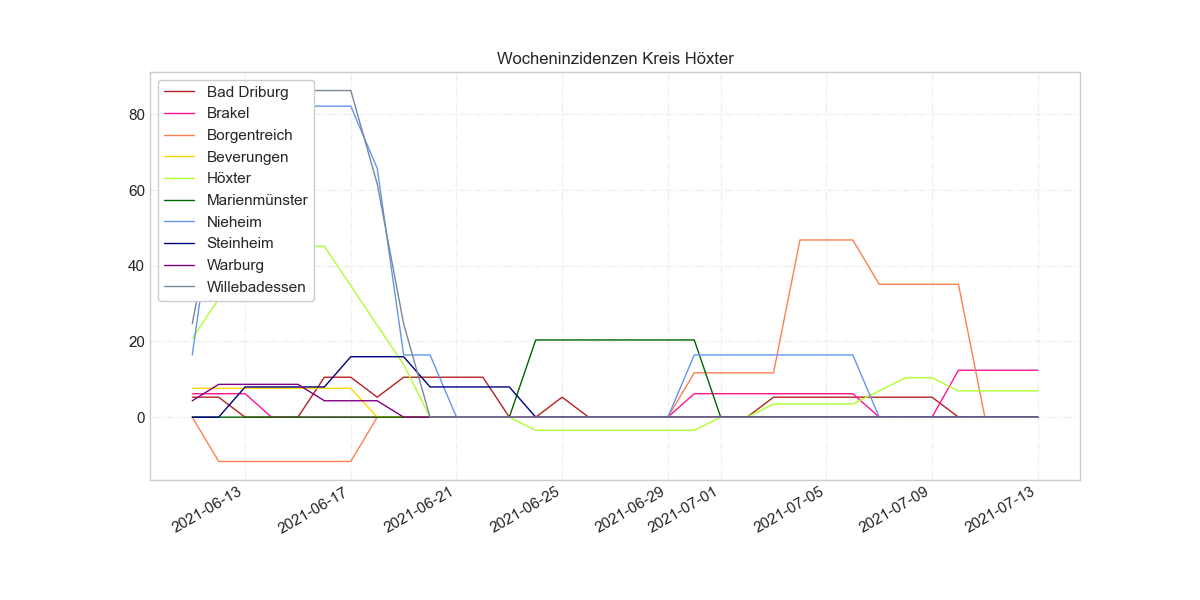 Wocheninzidenzen Kreis Höxter
Bad Driburg
Brakel
Borgentreich
Beverungen
Höxter
Marienmünster
Nieheim
Steinheim
Warburg
Willebadessen
80
60
40
20
0
2021-06-13
2021-06-17
2021-06-21
2021-06-25
2021-06-29
2021-07-01
2021-07-05
2021-07-09
2021-07-13